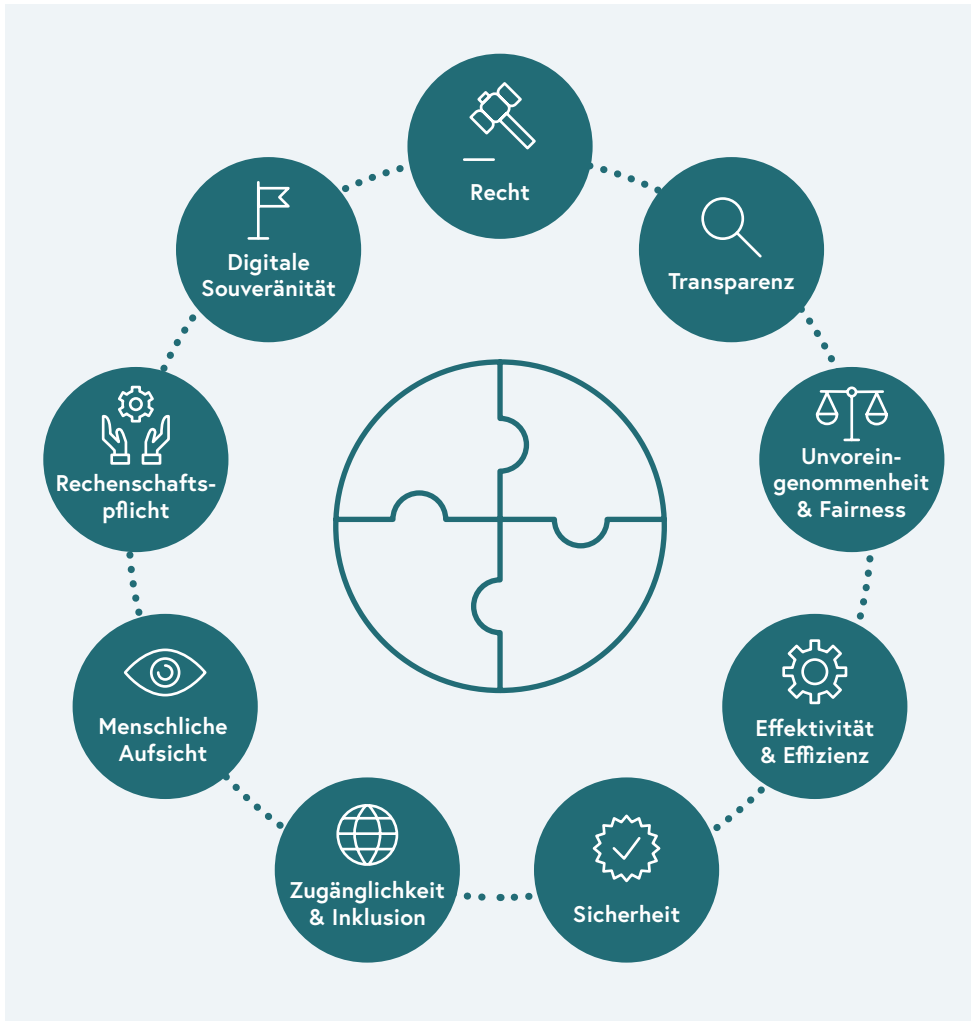 Recht
Transparenz
Unvorein-
genommenheit
& Fairness
Effektivität
& Effizienz
Sicherheit
Zugänglichkeit
& Inklusion
Menschliche
Aufsicht
Rechenschafts-
pflicht
Digitale
Souveränität